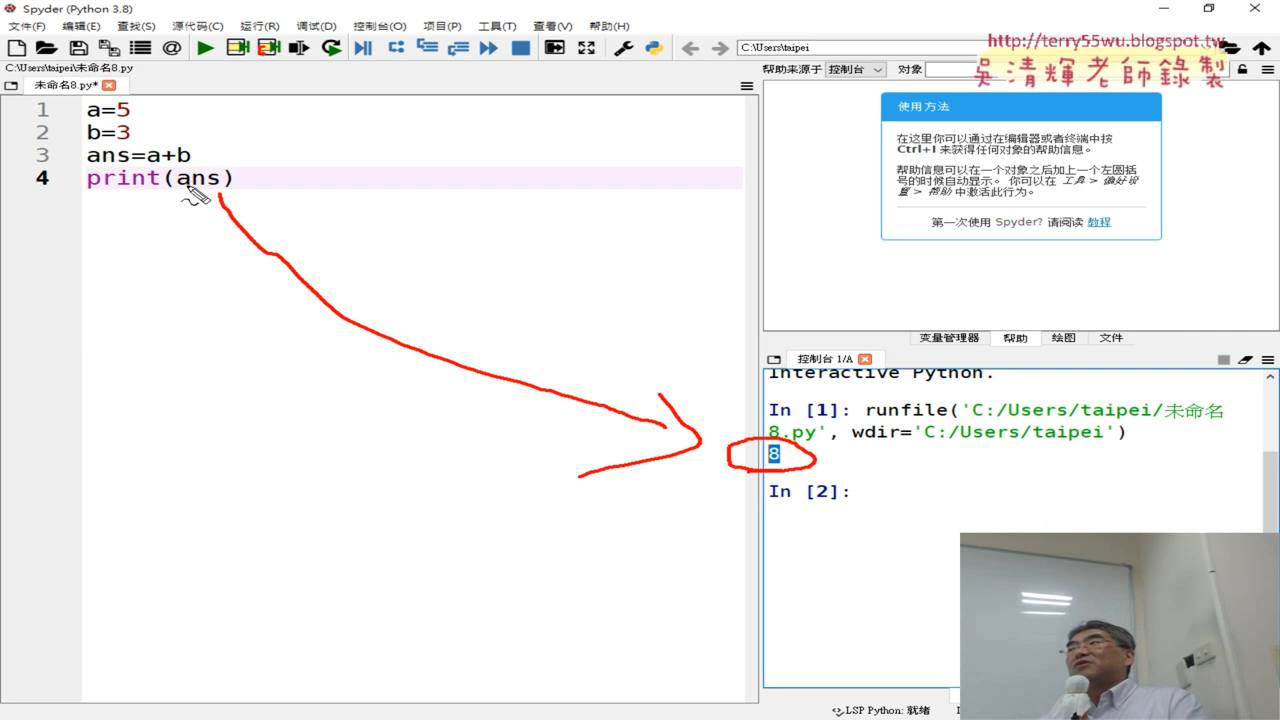 Spyder (Python 3.8)
文件(F) 编辑(E) 查找(S) 源代码(C) 运行(R) 调试(D) 控制台(O) 项目(P) 工具(T) 查看(V) 帮助(H)
C:\Users\taipei
http://terry55wu.blogspot.tw
吳清輝老師錄製
C:\Users\taipei\未命名8.py
未命名8.py*
帮助来源于 控制台 对象
1 a=5
2 b=3
3 ans=a+b
4 print(ans)
使用方法
在这里你可以通过在编辑器或者终端中按
Ctrl+I 来获得任何对象的帮助信息。
帮助信息可以在一个对象之后加上一个左圆括
号的时候自动显示。 你可以在 工具 > 偏好设
置 > 帮助 中激活此行为。
第一次使用 Spyder? 请阅读 教程
变量管理器 帮助 绘图 文件
控制台 1/A
Interactive Python.
In [1]: runfile('C:/Users/taipei/未命名
8.py', wdir='C:/Users/taipei')
8
In [2]:
LSP Python: 就绪